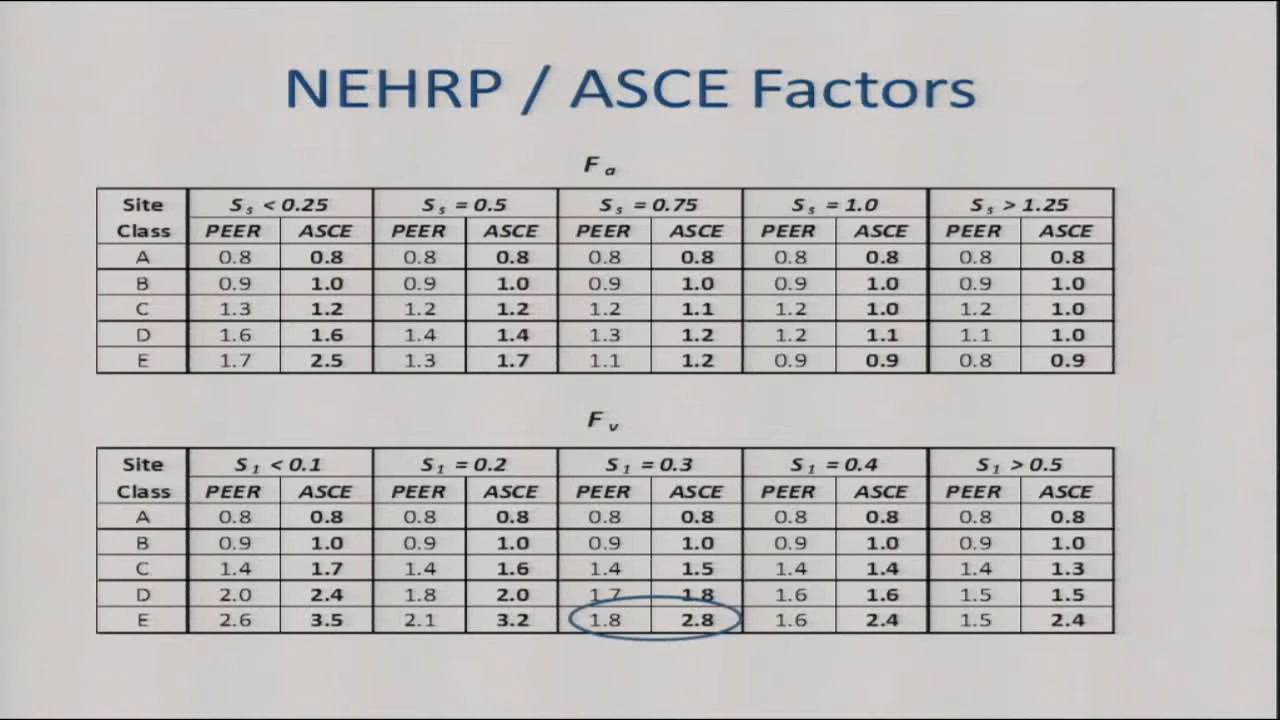 NEHRP / ASCE Factors
F a
Site Class S s < 0.25 S s = 0.5 S s = 0.75 S s = 1.0 S s > 1.25
PEER ASCE PEER ASCE PEER ASCE PEER ASCE PEER ASCE
A 0.8 0.8 0.8 0.8 0.8 0.8 0.8 0.8 0.8 0.8
B 0.9 1.0 0.9 1.0 0.9 1.0 0.9 1.0 0.9 1.0
C 1.3 1.2 1.2 1.2 1.2 1.1 1.2 1.0 1.2 1.0
D 1.6 1.6 1.4 1.4 1.3 1.2 1.2 1.1 1.1 1.0
E 1.7 2.5 1.3 1.7 1.1 1.2 0.9 0.9 0.8 0.9
F v
Site Class S 1 < 0.1 S 1 = 0.2 S 1 = 0.3 S 1 = 0.4 S 1 > 0.5
PEER ASCE PEER ASCE PEER ASCE PEER ASCE PEER ASCE
A 0.8 0.8 0.8 0.8 0.8 0.8 0.8 0.8 0.8 0.8
B 0.9 1.0 0.9 1.0 0.9 1.0 0.9 1.0 0.9 1.0
C 1.4 1.7 1.4 1.6 1.4 1.5 1.4 1.4 1.4 1.3
D 2.0 2.4 1.8 2.0 1.7 1.8 1.6 1.6 1.5 1.5
E 2.6 3.5 2.1 3.2 1.8 2.8 1.6 2.4 1.5 2.4